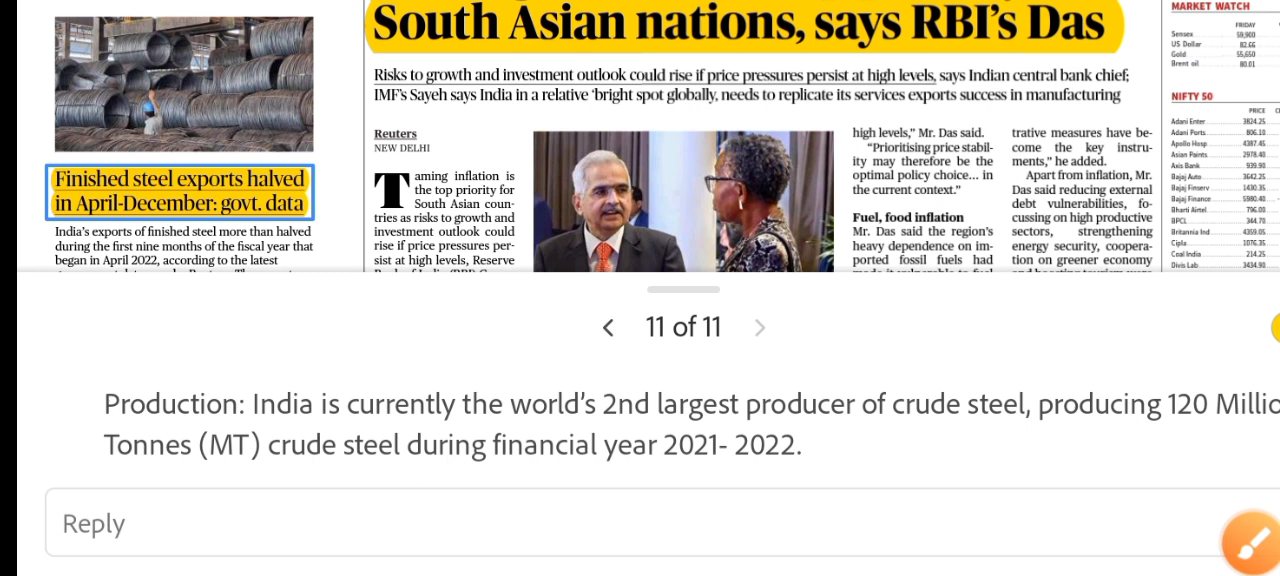 South Asian nations, says RBI's Das
Risks to growth and investment outlook could rise if price pressures persist at high levels, says Indian central bank chief;
IMF's Sayeh says India in a relative 'bright spot globally, needs to replicate its services exports success in manufacturing
Finished steel exports halved
in April-December: govt. data
India's exports of finished steel more than halved
during the first nine months of the fiscal year that
began in April 2022, according to the latest
Reuters
NEW DELHI
Taming inflation is
the top priority for
South Asian coun-
tries as risks to growth and
investment outlook could
rise if price pressures per-
sist at high levels, Reserve
high levels," Mr. Das said.
"Prioritising price stabil-
ity may therefore be the
optimal policy choice... in
the current context."
Fuel, food inflation
Mr. Das said the region's
heavy dependence on im-
ported fossil fuels had
trative measures have be-
come the key instru-
ments," he added.
Apart from inflation, Mr.
Das said reducing external
debt vulnerabilities, fo-
cussing on high productive
sectors, strengthening
energy security, coopera-
tion on greener economy
MARKET WATCH
FRIDAY
Sensex 59,900
US Dollar 82.66
Gold 55,650
Brent oil 80.01
NIFTY 50
PRICE
Adani Enter 3824.25
Adani Ports 806.10
Apollo Hosp 4387.45
Asian Paints 2978.40
Axis Bank 939.90
Bajaj Auto 3642.25
Bajaj Finserv 1430.35
Bajaj Finance 5980.40
Bharti Airtel 796.05
BPCL 344.70
Britannia Ind 4359.05
Cipla 1076.35
Coal India 214.25
Divis Lab 3434.90
11 of 11
Production: India is currently the world's 2nd largest producer of crude steel, producing 120 Millio
Tonnes (MT) crude steel during financial year 2021- 2022.
Reply